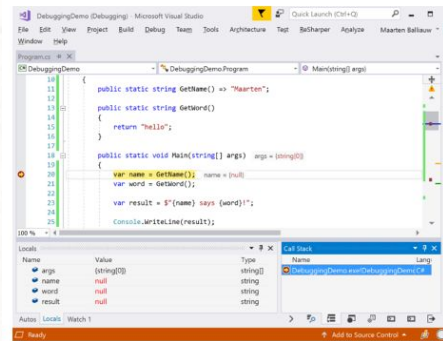 DebuggingDemo (Debugging) - Microsoft Visual Studio
Quick Launch (Ctrl+Q)
File Edit View Project Build Debug Team Tools Architecture Test ReSharper Analyze Maarten Balliauw
Window Help
Program.cs
DebuggingDemo DebuggingDemo.Program Main(string[] args)
10 {
11 public static string GetName() => "Maarten";
12
13 public static string GetWord()
14 {
15 return "hello";
16 }
17
18 public static void Main(string[] args) args = {string[0]}
19 {
20 var name = GetName(); name = {null}
21 var word = GetWord();
22
23 var result = $"{name} says {word}!";
24
25 Console.WriteLine(result);
100 %
Locals Call Stack
Name Value Type Name Lang
args {string[0]} string[] DebuggingDemo.exe!DebuggingDem C#
name null string
word null string
result null string
Autos Locals Watch 1
Ready Add to Source Control